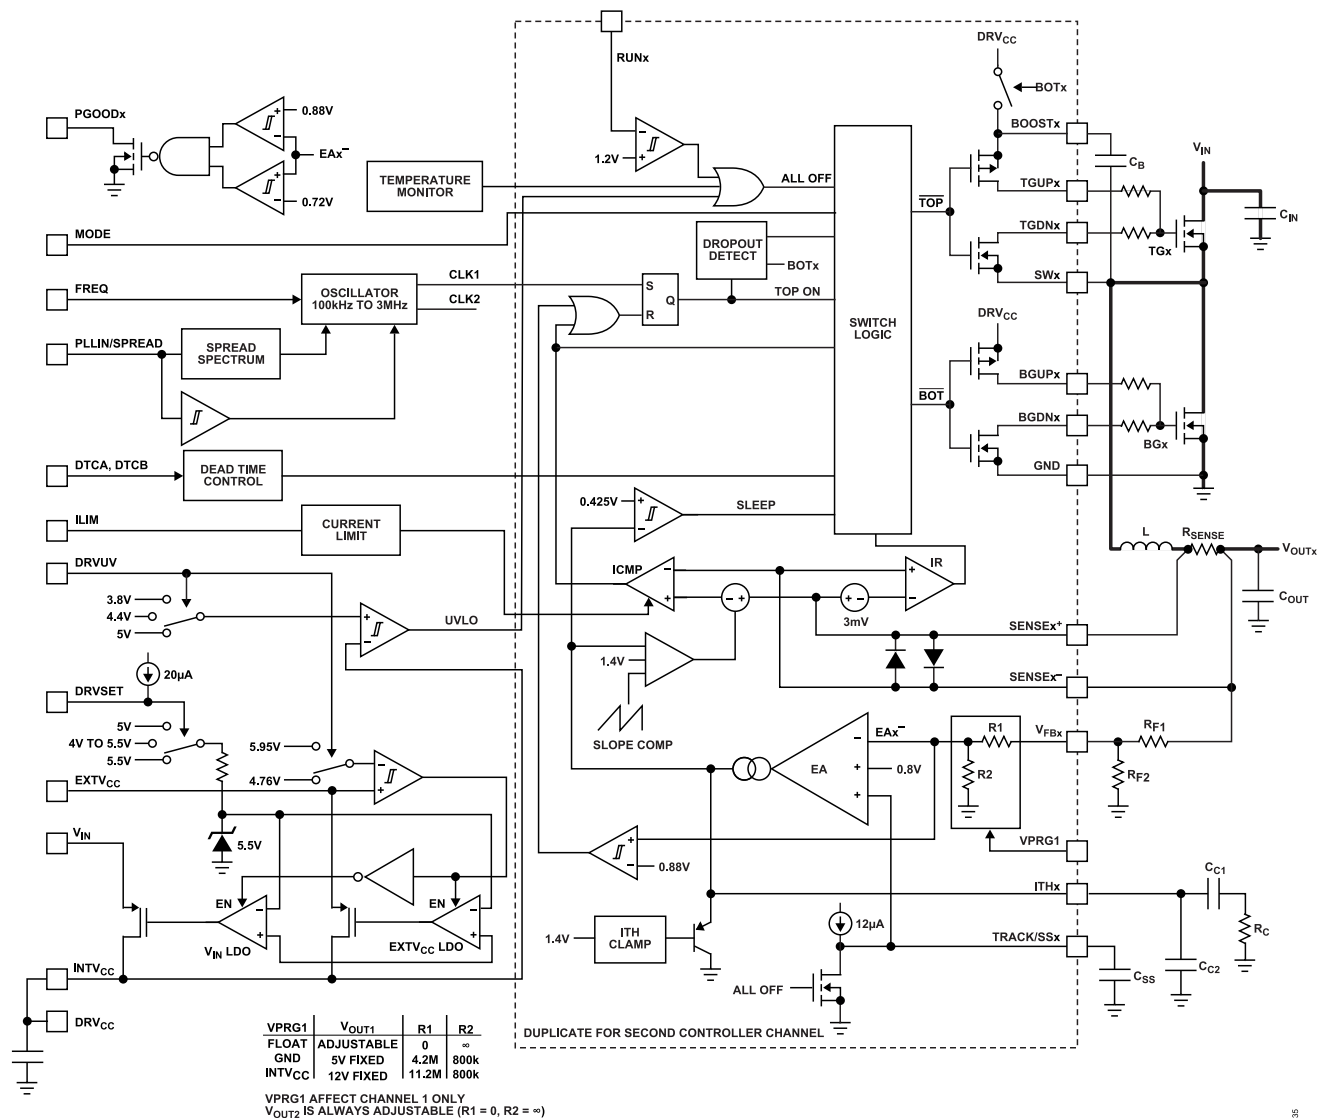 RUNx
DRVCC
BOTx
PGOODx
0.88V
EAx–
0.72V
1.2V
TEMPERATURE
MONITOR
ALL OFF
BOOSTx
CB
VIN
CIN
TOP
TGUPx
TGDNx
TGx
SWx
MODE
DROPOUT
DETECT
BOTx
FREQ
OSCILLATOR
100kHz TO 3MHz
CLK1
CLK2
S
R
Q
TOP ON
SWITCH
LOGIC
PLLIN/SPREAD
SPREAD
SPECTRUM
DRVCC
BOT
BGUPx
BGDNx
BGx
GND
DTCA, DTCB
DEAD TIME
CONTROL
0.425V
SLEEP
ILIM
CURRENT
LIMIT
ICMP
IR
3mV
L
RSENSE
VOUTx
COUT
DRVUV
3.8V
4.4V
5V
UVLO
20µA
1.4V
SLOPE COMP
SENSEx+
SENSEx–
DRVSET
5V
4V TO 5.5V
5.5V
5.95V
4.76V
EXTVCC
5.5V
VIN
EA
EAx–
0.8V
R1
R2
VFBx
RF1
RF2
0.88V
VPRG1
EN
VIN LDO
EN
EXTVCC LDO
ITHx
CC1
RC
CC2
1.4V
ITH
CLAMP
12µA
TRACK/SSx
CSS
ALL OFF
INTVCC
DRVCC
DUPLICATE FOR SECOND CONTROLLER CHANNEL
VPRG1 VOUT1 R1 R2
FLOAT ADJUSTABLE 0 ∞
GND 5V FIXED 4.2M 800k
INTVCC 12V FIXED 11.2M 800k
VPRG1 AFFECT CHANNEL 1 ONLY
VOUT2 IS ALWAYS ADJUSTABLE (R1 = 0, R2 = ∞)
35